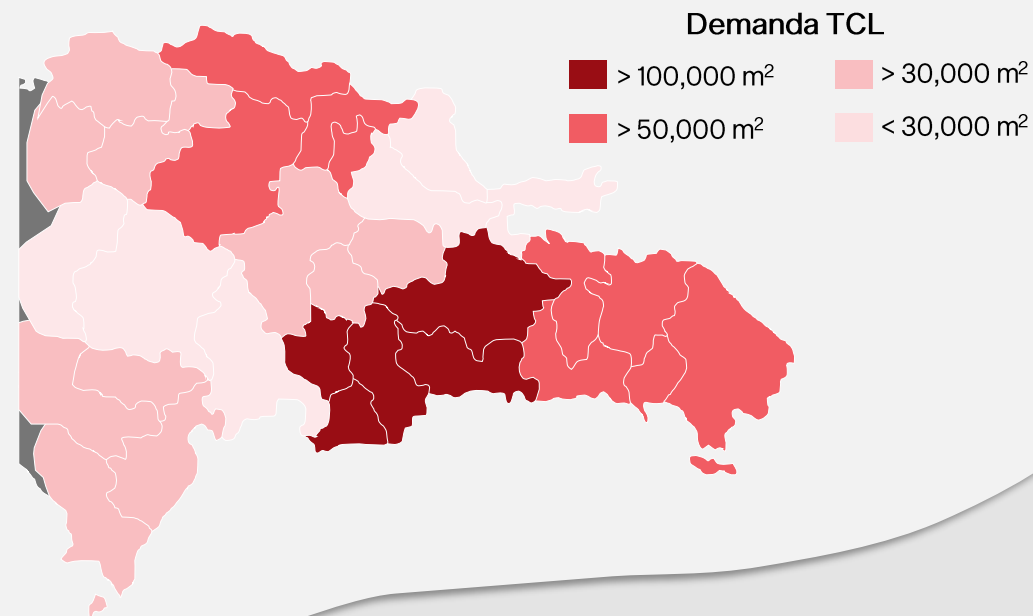 Demanda TCL
> 100,000 m²
> 30,000 m²
> 50,000 m²
< 30,000 m²